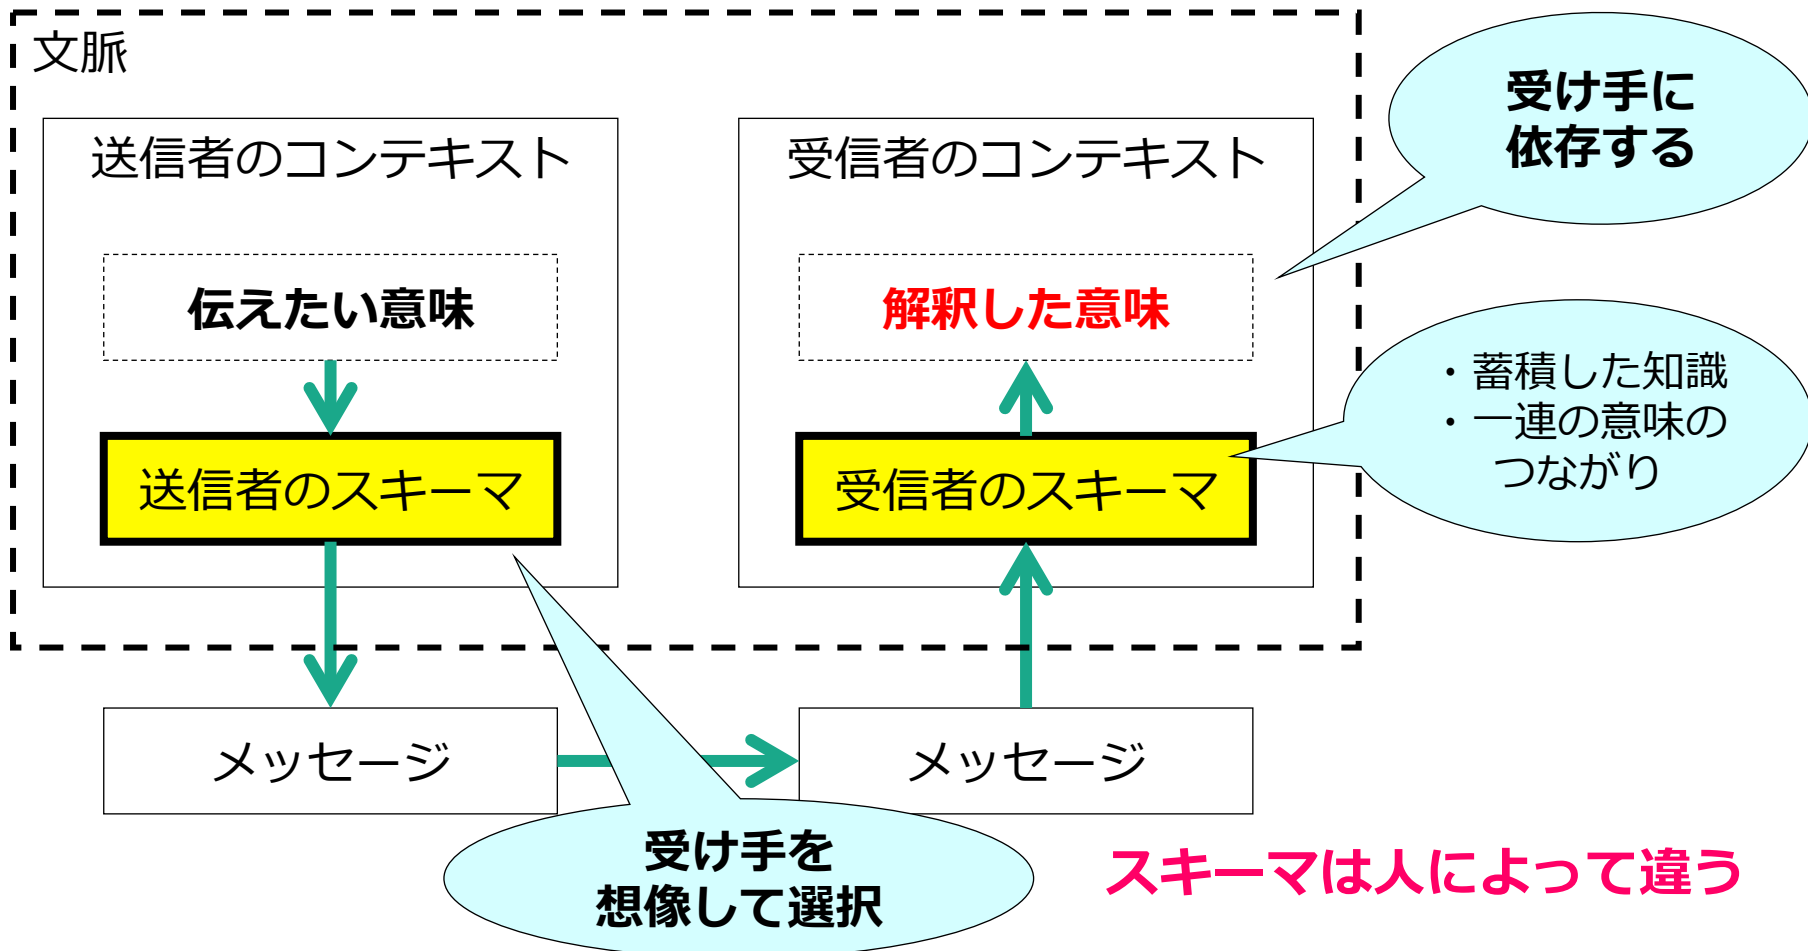 文脈
送信者のコンテキスト
伝えたい意味
送信者のスキーマ
メッセージ
受信者のコンテキスト
解釈した意味
受信者のスキーマ
メッセージ
受け手に
依存する
・蓄積した知識
・一連の意味の
つながり
受け手を
想像して選択
スキーマは人によって違う